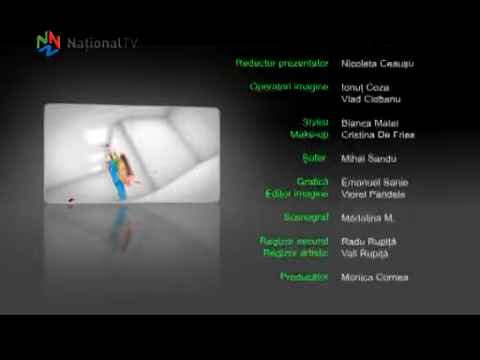 NaționalTV
Redactor prezentator Nicoleta Ceaușu
Operatori imagine Ionuț Coza
Vlad Ciobanu
Stylist Bianca Matei
Make-up Cristina De Fries
Șofer Mihai Sandu
Grafică Emanuel Sanie
Editor imagine Viorel Pandele
Scenograf Mădălina M.
Regizor secund Radu Rupiță
Regizor artistic Vali Rupiță
Producător Monica Cornea